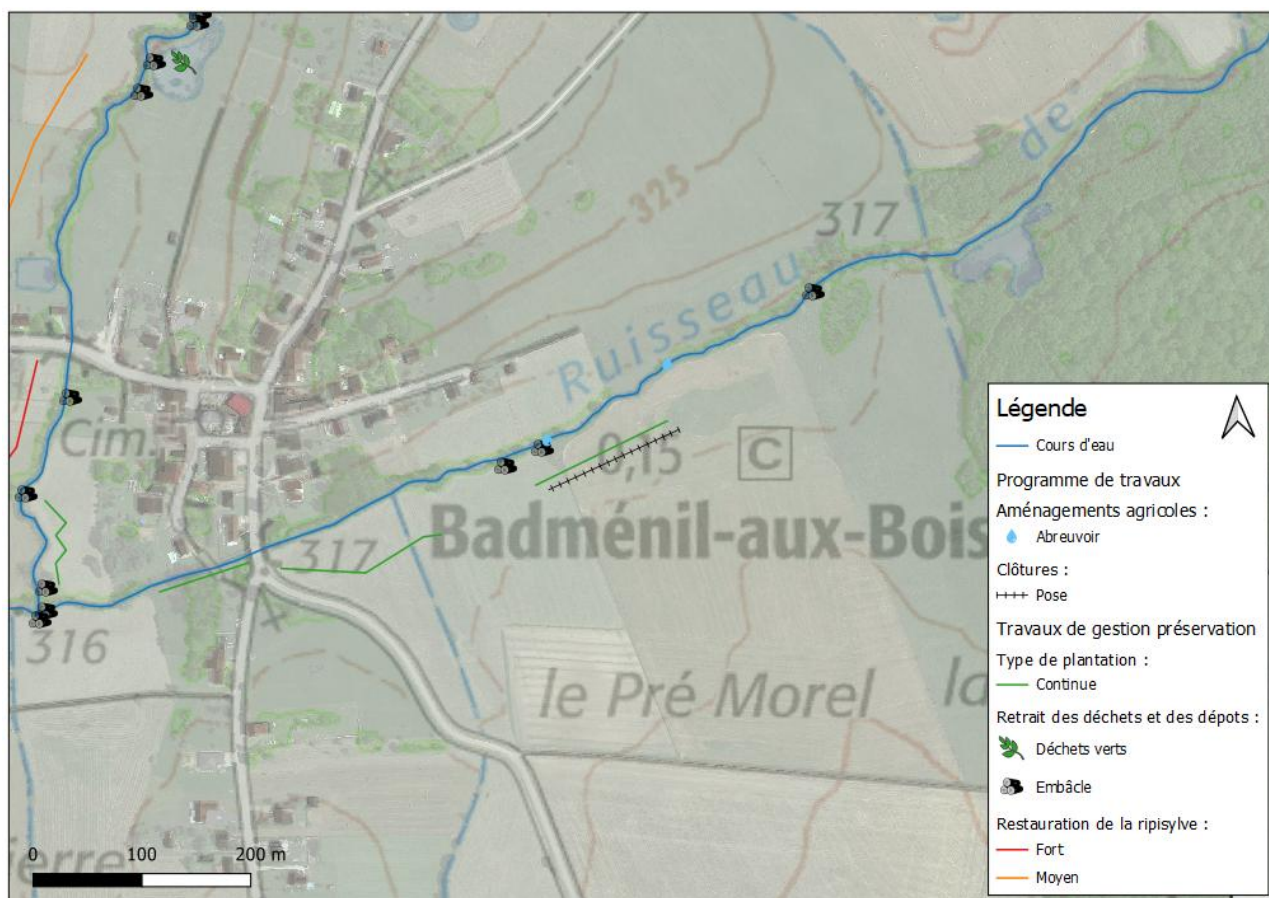 325
317
de
Ruisseau
Cim.
0,15
C
Badménil-aux-Bois
317
316
le Pré Morel
la
ierre
0 100 200 m
Légende
Cours d'eau
Programme de travaux
Aménagements agricoles :
Abreuvoir
Clôtures :
Pose
Travaux de gestion préservation
Type de plantation :
Continue
Retrait des déchets et des dépôts :
Déchets verts
Embâcle
Restauration de la ripisylve :
Fort
Moyen